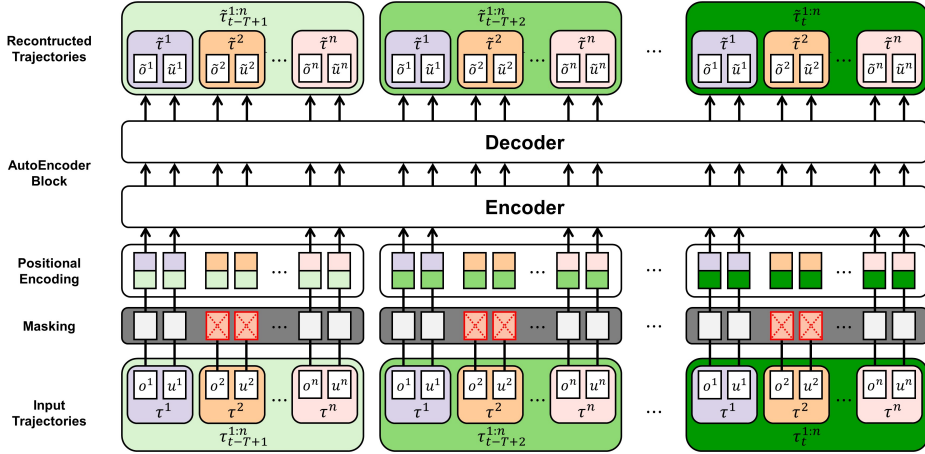 τ̃^{1:n}_{t−T+1} τ̃^{1:n}_{t−T+2} τ̃^{1:n}_t
Recontructed
Trajectories
τ̃^1 τ̃^2 τ̃^n τ̃^1 τ̃^2 τ̃^n τ̃^1 τ̃^2 τ̃^n
õ^1 ũ^1 õ^2 ũ^2 ... õ^n ũ^n õ^1 ũ^1 õ^2 ũ^2 ... õ^n ũ^n ... õ^1 ũ^1 õ^2 ũ^2 ... õ^n ũ^n
Decoder
AutoEncoder
Block
Encoder
Positional
Encoding
... ... ... ...
Masking
... ... ... ...
Input
Trajectories
o^1 u^1 o^2 u^2 ... o^n u^n o^1 u^1 o^2 u^2 ... o^n u^n ... o^1 u^1 o^2 u^2 ... o^n u^n
τ^1 τ^2 τ^n τ^1 τ^2 τ^n τ^1 τ^2 τ^n
τ^{1:n}_{t−T+1} τ^{1:n}_{t−T+2} τ^{1:n}_t